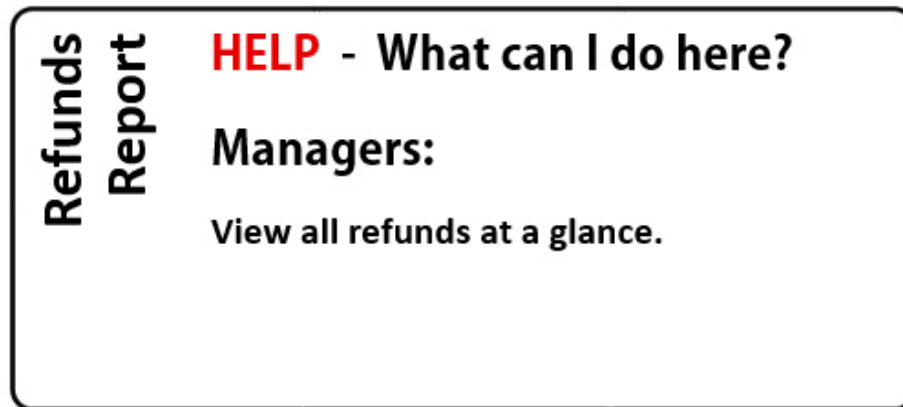 Refunds
Report
HELP - What can I do here?
Managers:
View all refunds at a glance.